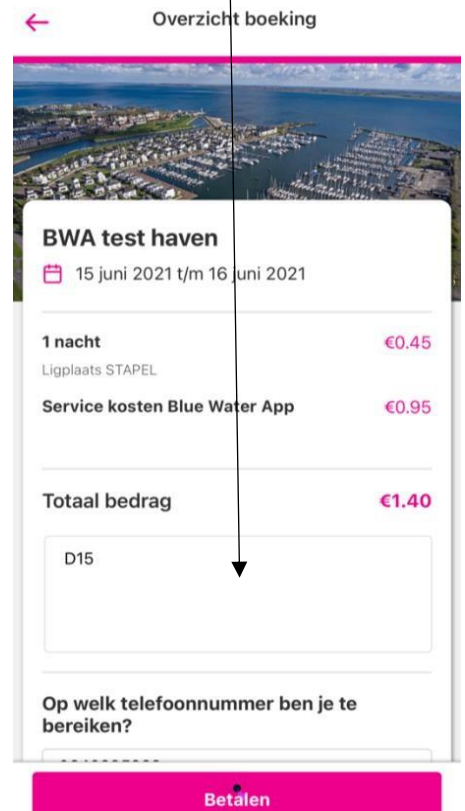 Overzicht boeking
BWA test haven
15 juni 2021 t/m 16 juni 2021
1 nacht €0.45
Ligplaats STAPEL
Service kosten Blue Water App €0.95
Totaal bedrag €1.40
D15
Op welk telefoonnummer ben je te
bereiken?
Betalen